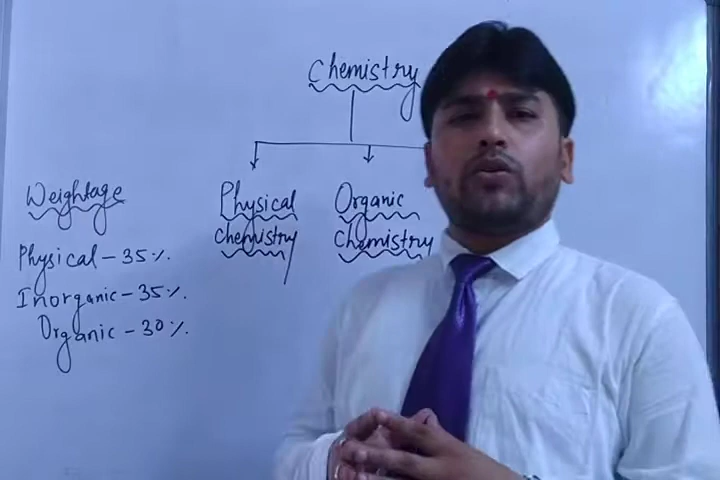 Chemistry
Weightage
Physical - 35%.
Inorganic - 35%.
Organic - 30%.
Physical
chemistry
Organic
chemistry